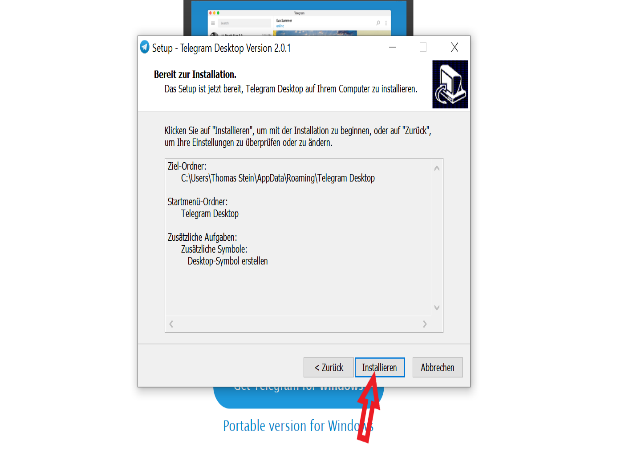 Telegram
Setup - Telegram Desktop Version 2.0.1
Bereit zur Installation.
Das Setup ist jetzt bereit, Telegram Desktop auf Ihrem Computer zu installieren.
Klicken Sie auf "Installieren", um mit der Installation zu beginnen, oder auf "Zurück",
um Ihre Einstellungen zu überprüfen oder zu ändern.
Ziel-Ordner:
C:\Users\Thomas Stein\AppData\Roaming\Telegram Desktop
Startmenü-Ordner:
Telegram Desktop
Zusätzliche Aufgaben:
Zusätzliche Symbole:
Desktop-Symbol erstellen
< Zurück
Installieren
Abbrechen
Get Telegram for Windows
Portable version for Windows